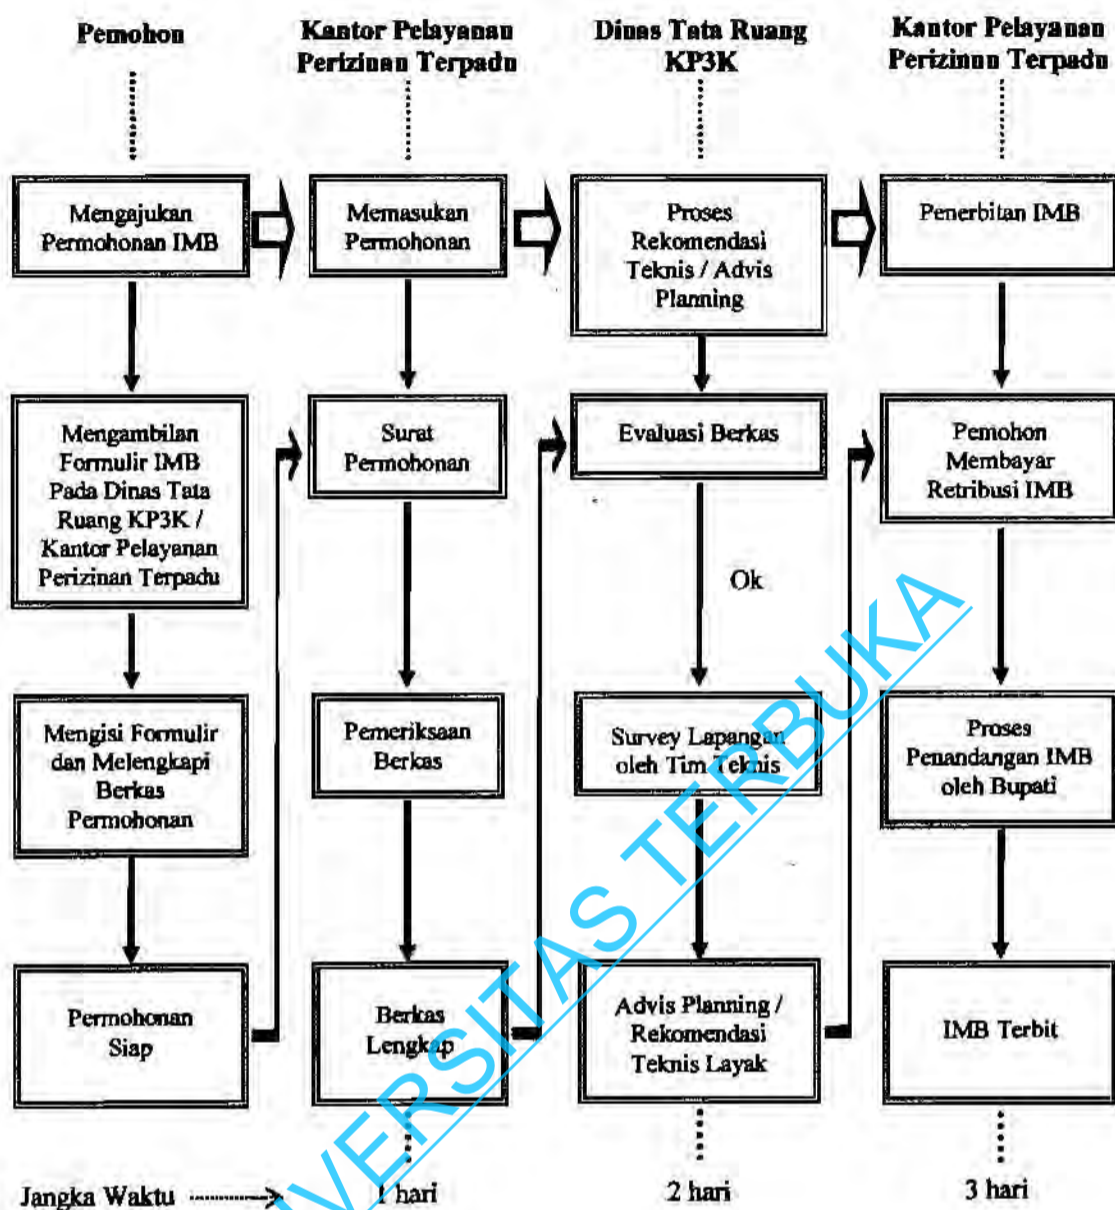 Pemohon
Kantor Pelayanan
Perizinan Terpadu
Dinas Tata Ruang
KP3K
Kantor Pelayanan
Perizinan Terpadu
Mengajukan
Permohonan IMB
Memasukan
Permohonan
Proses
Rekomendasi
Teknis / Advis
Planning
Penerbitan IMB
Mengambilan
Formulir IMB
Pada Dinas Tata
Ruang KP3K /
Kantor Pelayanan
Perizinan Terpadu
Surat
Permohonan
Evaluasi Berkas
Pemohon
Membayar
Retribusi IMB
Ok
Mengisi Formulir
dan Melengkapi
Berkas
Permohonan
Pemeriksaan
Berkas
Survey Lapangan
oleh Tim Teknis
Proses
Penandangan IMB
oleh Bupati
Permohonan
Siap
Berkas
Lengkap
Advis Planning /
Rekomendasi
Teknis Layak
IMB Terbit
Jangka Waktu
1 hari
2 hari
3 hari
VERSITAS TERBUKA